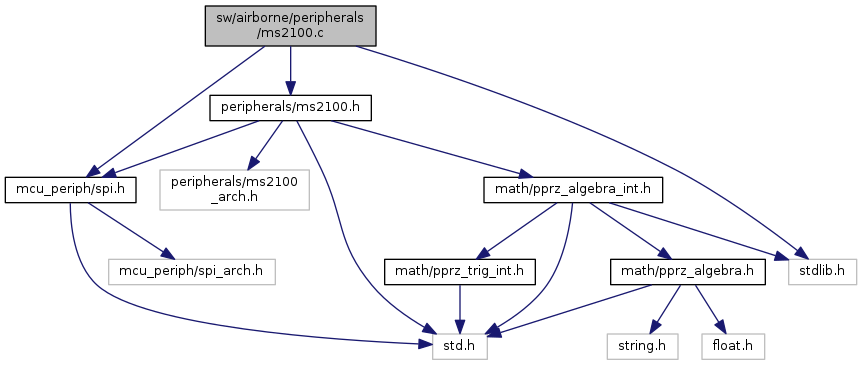 sw/airborne/peripherals
/ms2100.c
peripherals/ms2100.h
mcu_periph/spi.h
peripherals/ms2100
_arch.h
math/pprz_algebra_int.h
mcu_periph/spi_arch.h
math/pprz_trig_int.h
math/pprz_algebra.h
stdlib.h
std.h
string.h
float.h